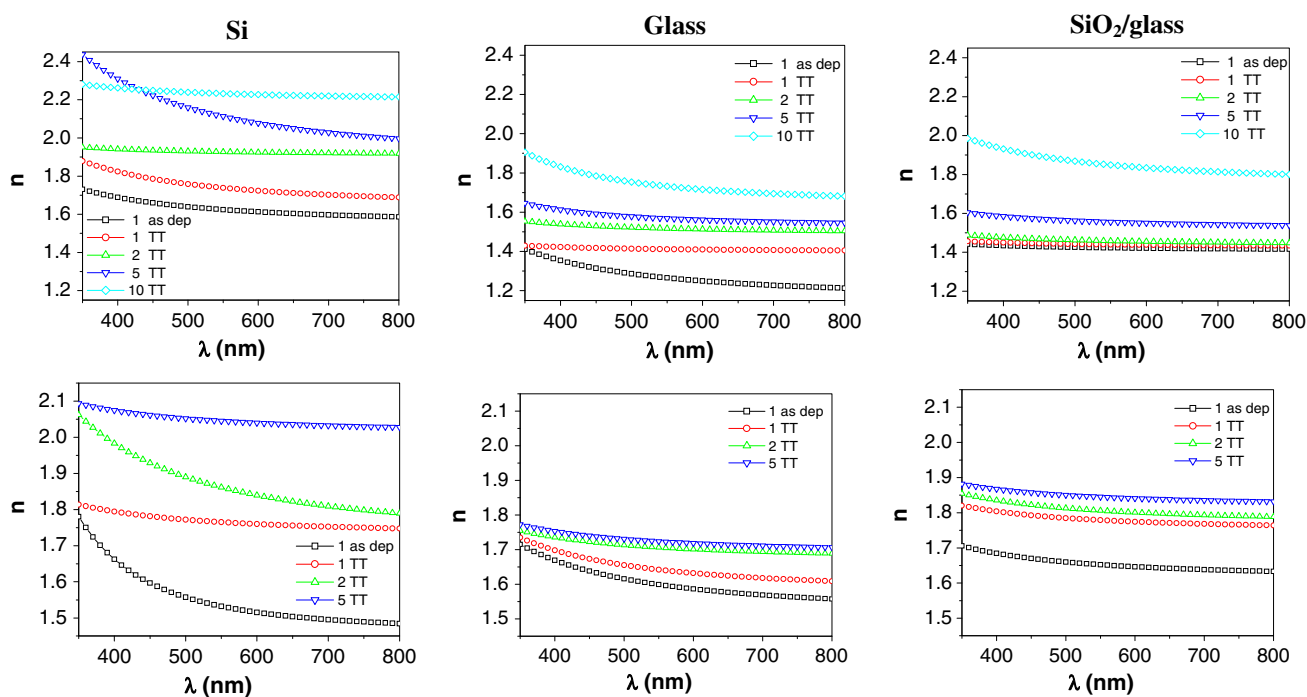 Si
Glass
SiO₂/glass
n
2.4
2.2
2.0
1.8
1.6
1.4
1.2
400 500 600 700 800
λ (nm)
1 as dep
1 TT
2 TT
5 TT
10 TT
2.4
2.2
2.0
1.8
1.6
1.4
1.2
400 500 600 700 800
λ (nm)
1 as dep
1 TT
2 TT
5 TT
10 TT
2.4
2.2
2.0
1.8
1.6
1.4
1.2
400 500 600 700 800
λ (nm)
1 as dep
1 TT
2 TT
5 TT
10 TT
n
2.1
2.0
1.9
1.8
1.7
1.6
1.5
400 500 600 700 800
λ (nm)
1 as dep
1 TT
2 TT
5 TT
n
2.1
2.0
1.9
1.8
1.7
1.6
1.5
400 500 600 700 800
λ (nm)
1 as dep
1 TT
2 TT
5 TT
n
2.1
2.0
1.9
1.8
1.7
1.6
1.5
400 500 600 700 800
λ (nm)
1 as dep
1 TT
2 TT
5 TT